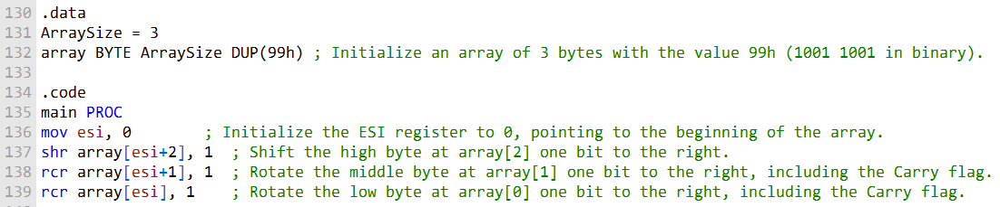 130 .data
131 ArraySize = 3
132 array BYTE ArraySize DUP(99h) ; Initialize an array of 3 bytes with the value 99h (1001 1001 in binary).
133
134 .code
135 main PROC
136 mov esi, 0        ; Initialize the ESI register to 0, pointing to the beginning of the array.
137 shr array[esi+2], 1  ; Shift the high byte at array[2] one bit to the right.
138 rcr array[esi+1], 1  ; Rotate the middle byte at array[1] one bit to the right, including the Carry flag.
139 rcr array[esi], 1    ; Rotate the low byte at array[0] one bit to the right, including the Carry flag.